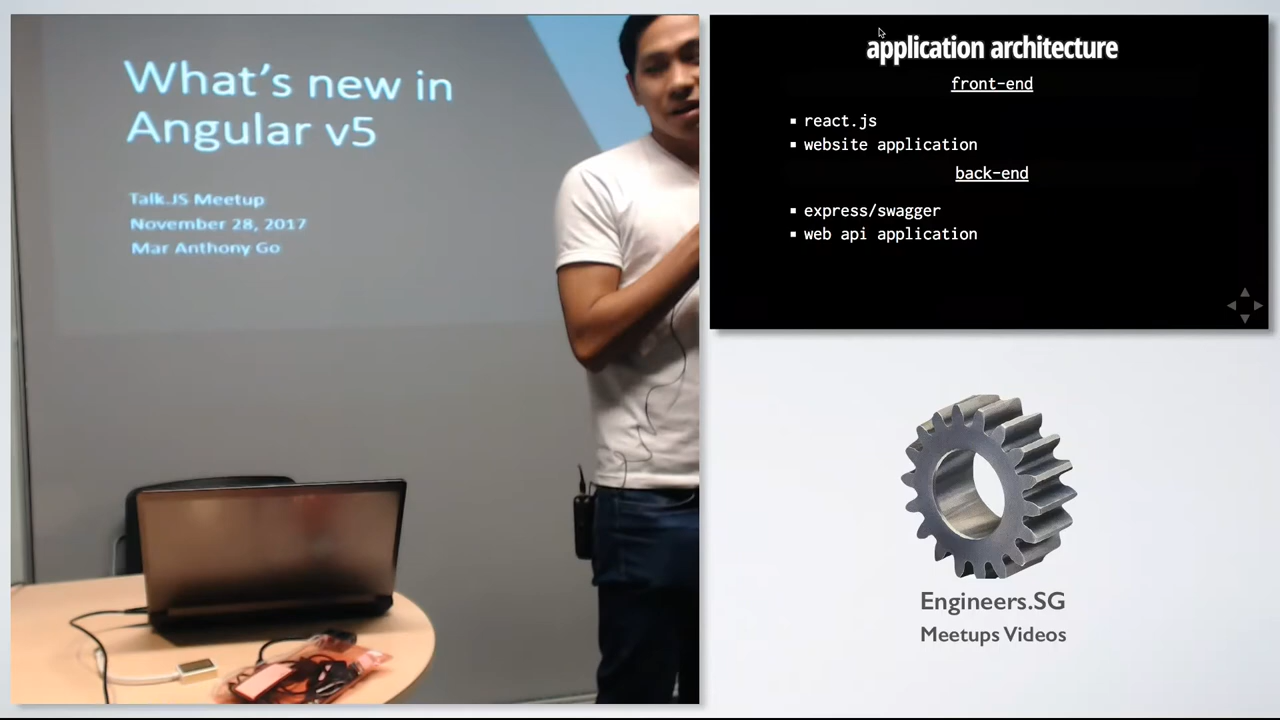 What's new in
Angular v5
Talk.JS Meetup
November 28, 2017
Mar Anthony Go
application architecture
front-end
▪ react.js
▪ website application
back-end
▪ express/swagger
▪ web api application
Engineers.SG
Meetups Videos